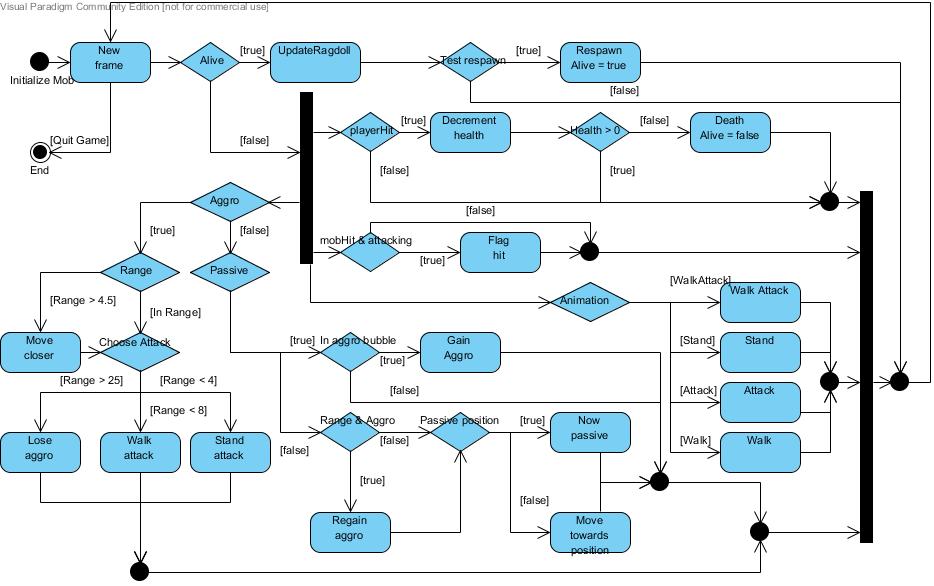 Visual Paradigm Community Edition [not for commercial use]
New
frame
Alive
[true]
UpdateRagdoll
Test respawn
[true]
Respawn
Alive = true
Initialize Mob
[false]
[Quit Game]
End
[false]
playerHit
[true]
Decrement
health
Health > 0
[false]
Death
Alive = false
[false]
[true]
Aggro
[true]
[false]
[false]
mobHit & attacking
[true]
Flag
hit
Range
Passive
[Range > 4.5]
[In Range]
Animation
[WalkAttack]
Walk Attack
Move
closer
Choose Attack
[true]
In aggro bubble
[true]
Gain
Aggro
[Stand]
Stand
[Range > 25]
[Range < 4]
[Range < 8]
[false]
[Attack]
Attack
Lose
aggro
Walk
attack
Stand
attack
[false]
Range & Aggro
[false]
Passive position
[true]
Now
passive
[Walk]
Walk
[true]
[false]
Regain
aggro
Move
towards
position